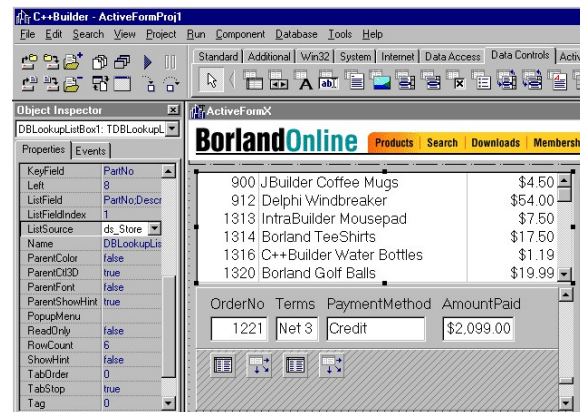 C++Builder - ActiveFormProj1
File Edit Search View Project Run Component Database Tools Help
Standard Additional Win32 System Internet Data Access Data Controls Activ
Object Inspector
DBLookupListBox1: TDBLookupL
Properties Events
KeyField PartNo
Left 8
ListField PartNo;Descr
ListFieldIndex 1
ListSource ds_Store
Name DBLookupLis
ParentColor false
ParentCtl3D true
ParentFont false
ParentShowHint true
PopupMenu
ReadOnly false
RowCount 6
ShowHint false
TabOrder 0
TabStop true
Tag 0
ActiveFormX
BorlandOnline Products Search Downloads Membersh
900 JBuilder Coffee Mugs $4.50
912 Delphi Windbreaker $54.00
1313 IntraBuilder Mousepad $7.50
1314 Borland TeeShirts $17.50
1316 C++Builder Water Bottles $1.19
1320 Borland Golf Balls $19.99
OrderNo Terms PaymentMethod AmountPaid
1221 Net 3 Credit $2,099.00